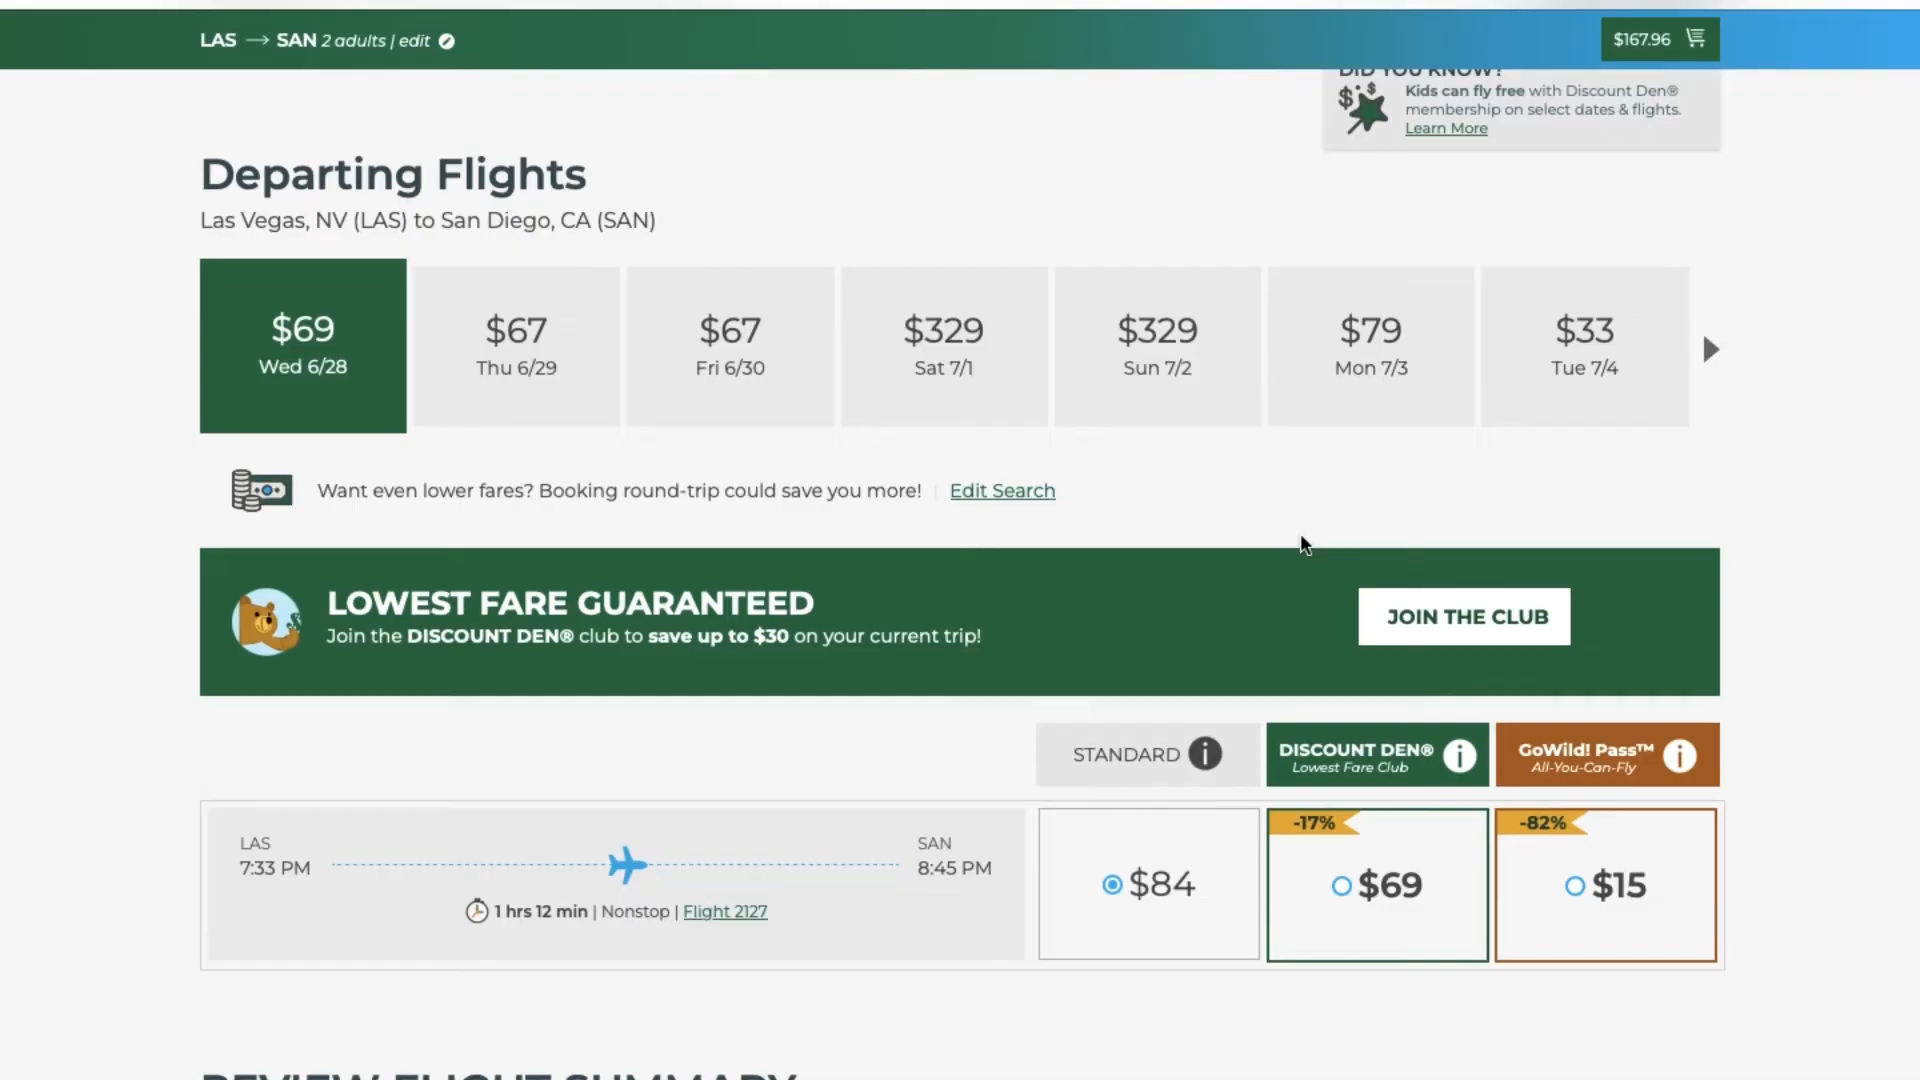 LAS → SAN 2 adults | edit
$167.96
DID YOU KNOW?
Kids can fly free with Discount Den®
membership on select dates & flights.
Learn More
Departing Flights
Las Vegas, NV (LAS) to San Diego, CA (SAN)
$69
Wed 6/28
$67
Thu 6/29
$67
Fri 6/30
$329
Sat 7/1
$329
Sun 7/2
$79
Mon 7/3
$33
Tue 7/4
Want even lower fares? Booking round-trip could save you more! | Edit Search
LOWEST FARE GUARANTEED
Join the DISCOUNT DEN® club to save up to $30 on your current trip!
JOIN THE CLUB
STANDARD i
DISCOUNT DEN® i
Lowest Fare Club
GoWild! Pass™ i
All-You-Can-Fly
LAS
7:33 PM
SAN
8:45 PM
1 hrs 12 min | Nonstop | Flight 2127
$84
-17%
$69
-82%
$15
REVIEW FLIGHT SUMMARY